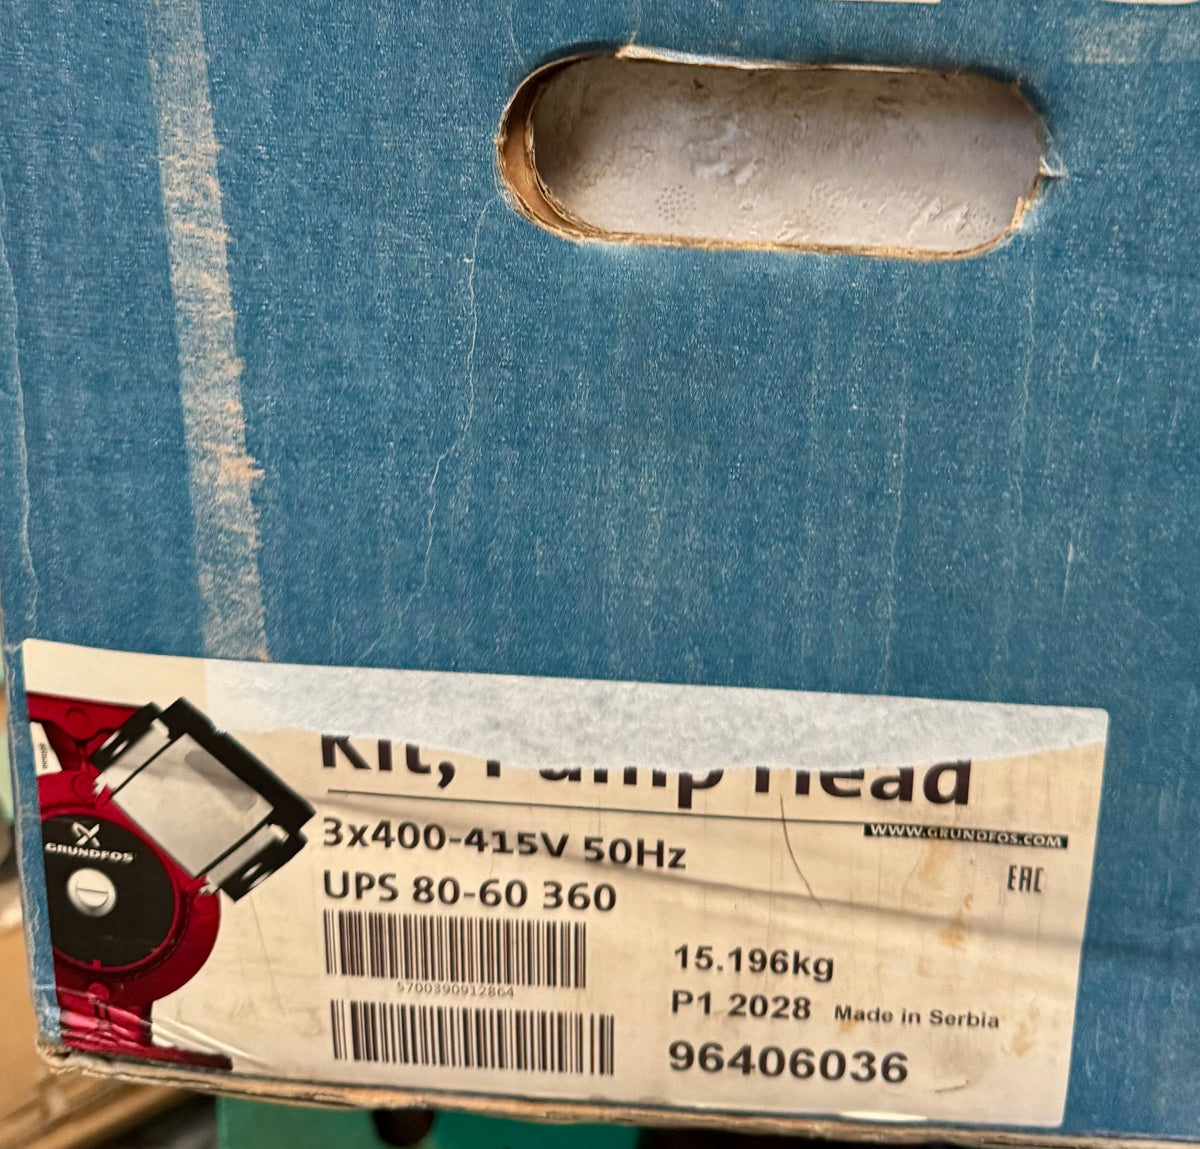 Kit, Pump Head
3x400-415V 50Hz
WWW.GRUNDFOS.COM
EAC
UPS 80-60 360
GRUNDFOS
15.196kg
5700390912864
P1 2028 Made in Serbia
96406036